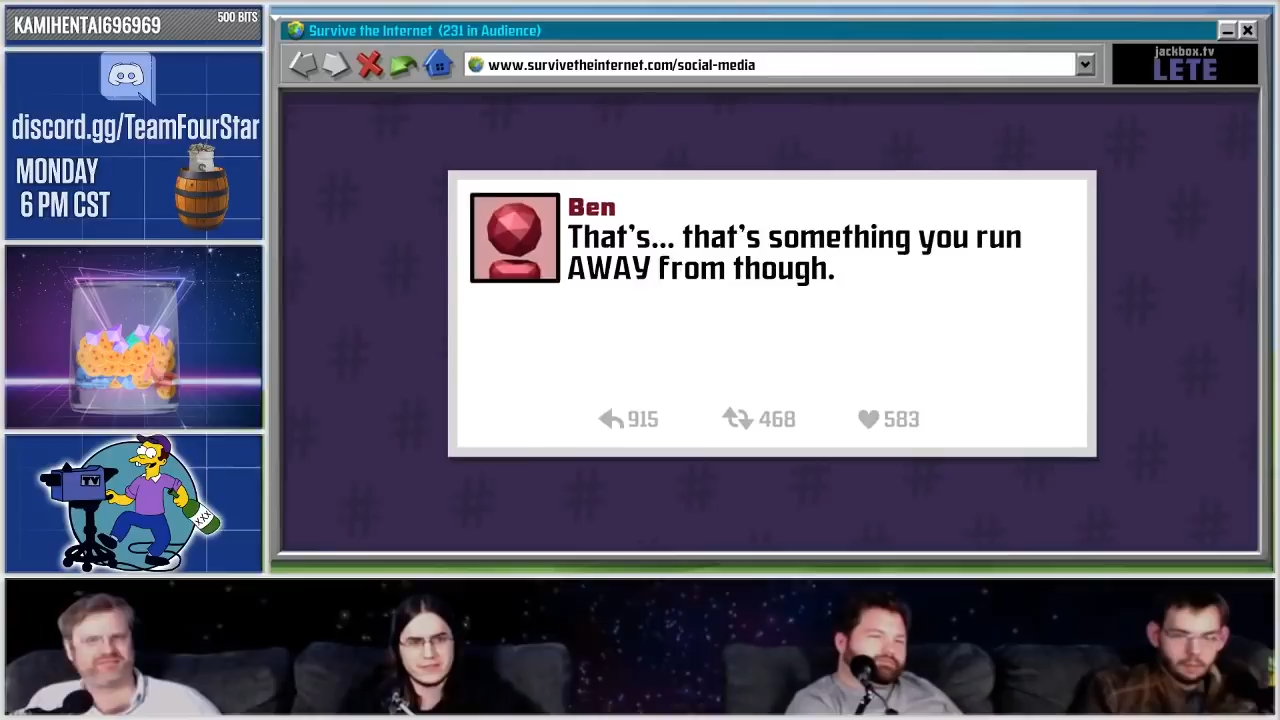 KAMIHENTAI696969
500 BITS
discord.gg/TeamFourStar
MONDAY
6 PM CST
TV
XXX
Survive the Internet (231 in Audience)
www.survivetheinternet.com/social-media
jackbox.tv
LETE
Ben
That's... that's something you run
AWAY from though.
915
468
583